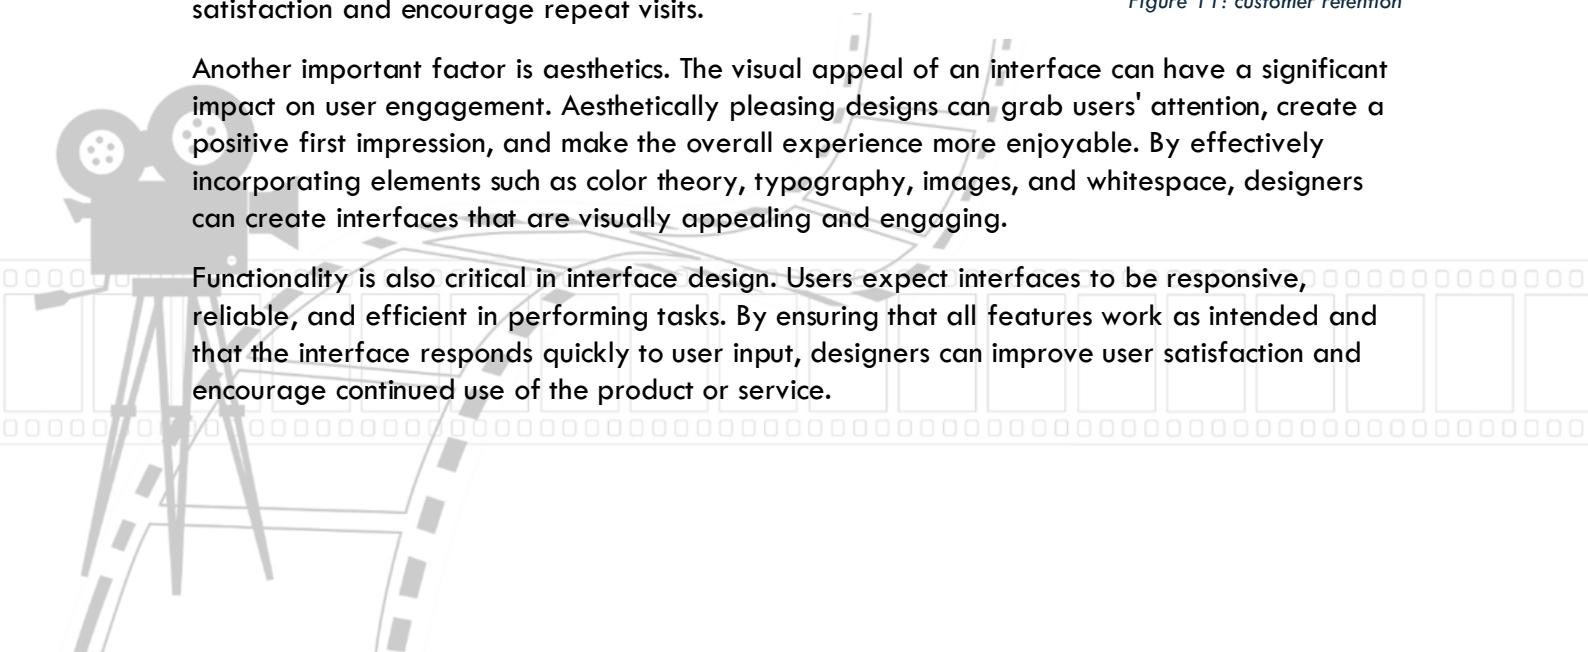 satisfaction and encourage repeat visits.
Figure 11: customer retention
Another important factor is aesthetics. The visual appeal of an interface can have a significant
impact on user engagement. Aesthetically pleasing designs can grab users' attention, create a
positive first impression, and make the overall experience more enjoyable. By effectively
incorporating elements such as color theory, typography, images, and whitespace, designers
can create interfaces that are visually appealing and engaging.
Functionality is also critical in interface design. Users expect interfaces to be responsive,
reliable, and efficient in performing tasks. By ensuring that all features work as intended and
that the interface responds quickly to user input, designers can improve user satisfaction and
encourage continued use of the product or service.